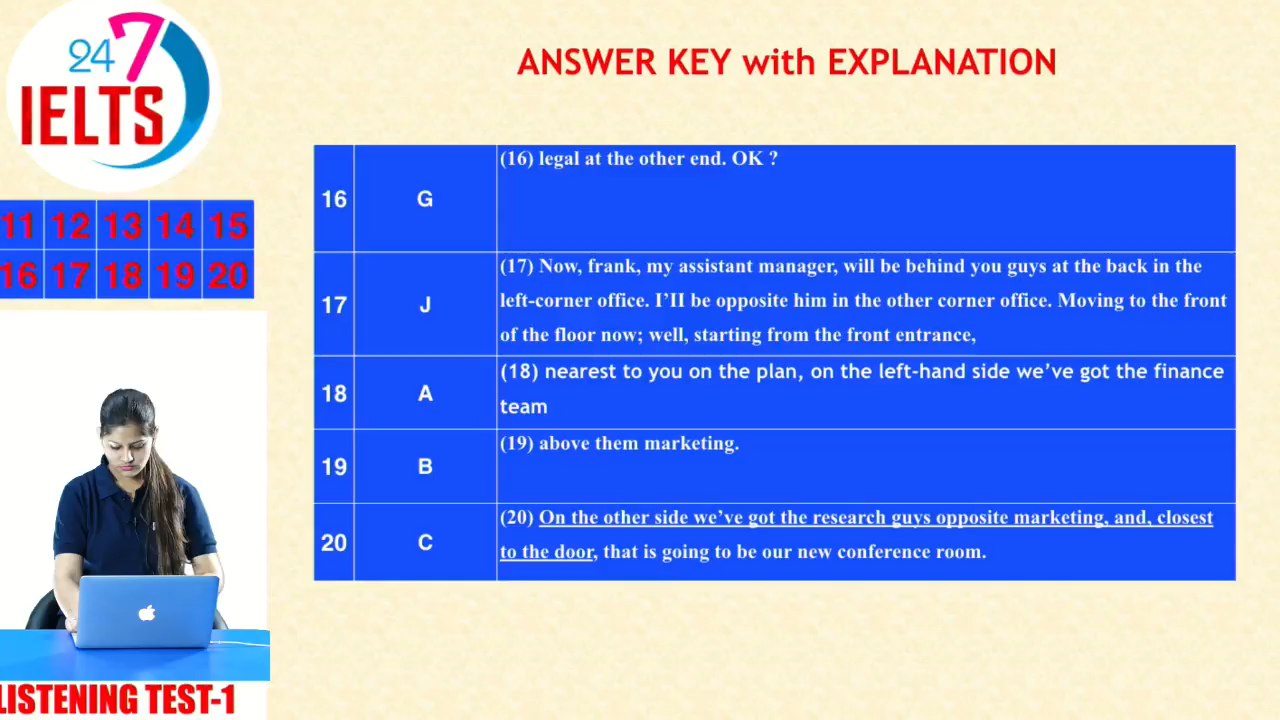 24 7
IELTS
ANSWER KEY with EXPLANATION
11 12 13 14 15
16 17 18 19 20
16 G (16) legal at the other end. OK ?
17 J (17) Now, frank, my assistant manager, will be behind you guys at the back in the
left-corner office. I’II be opposite him in the other corner office. Moving to the front
of the floor now; well, starting from the front entrance,
18 A (18) nearest to you on the plan, on the left-hand side we’ve got the finance
team
19 B (19) above them marketing.
20 C (20) On the other side we’ve got the research guys opposite marketing, and, closest
to the door, that is going to be our new conference room.
LISTENING TEST-1